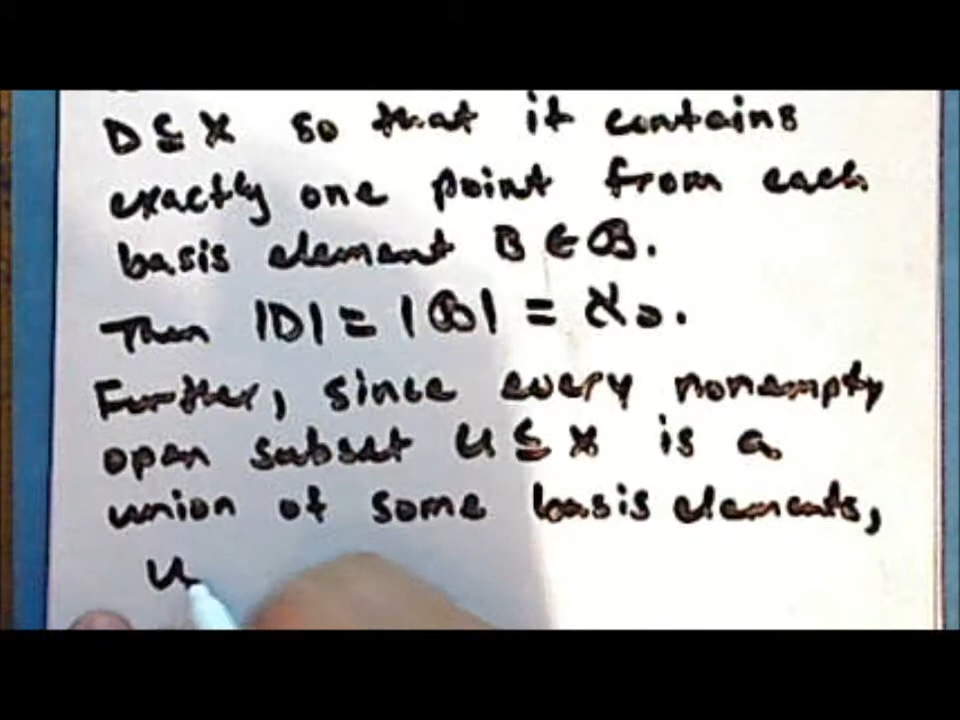 D ⊆ X so that it contains
exactly one point from each
basis element B ∈ ℬ.
Then |D| = |ℬ| = ℵ₀.
Further, since every nonempty
open subset U ⊆ X is a
union of some basis elements,
U